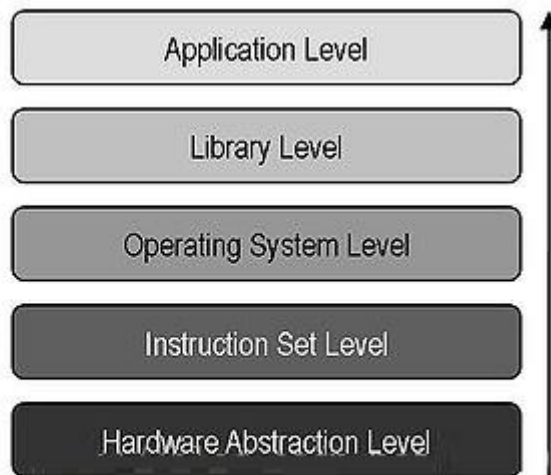 Application Level
Library Level
Operating System Level
Instruction Set Level
Hardware Abstraction Level